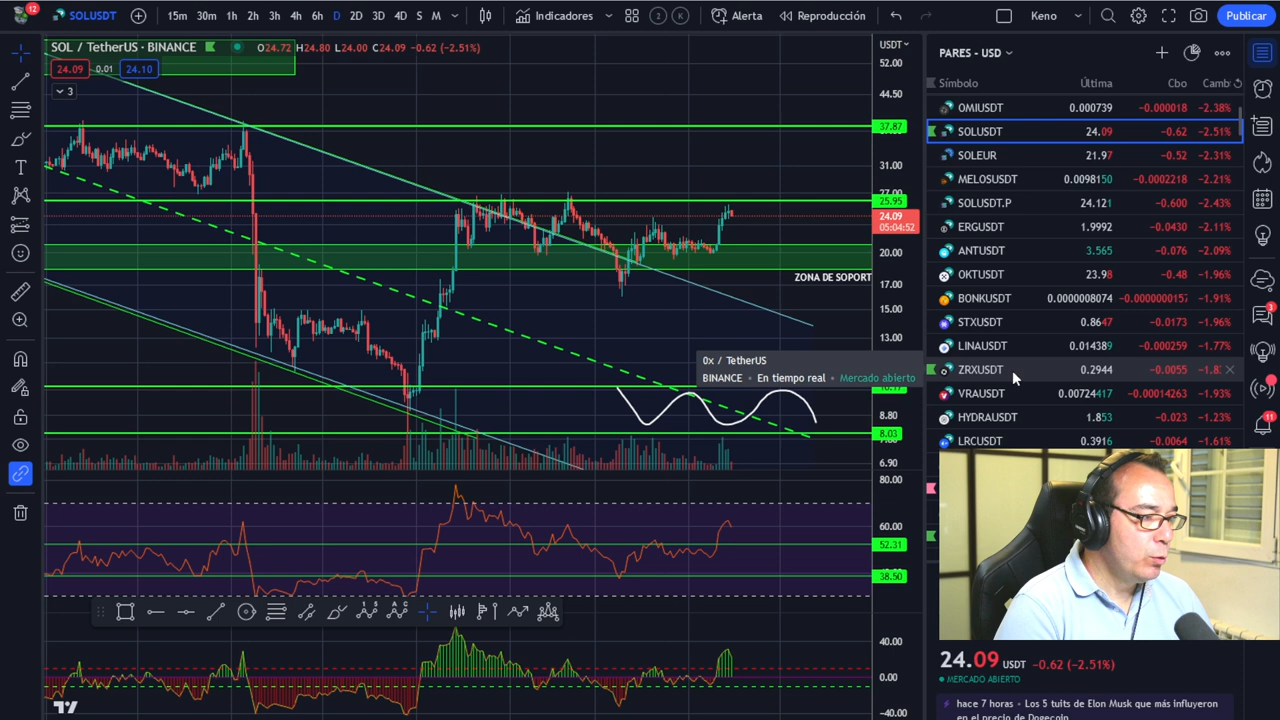 12
SOLUSDT 15m 30m 1h 2h 3h 4h 6h D 2D 3D 4D S M Indicadores 2 K Alerta Reproducción Keno Publicar
SOL / TetherUS · BINANCE O24.72 H24.80 L24.00 C24.09 −0.62 (−2.51%)
24.09 0.01 24.10
3
USDT
52.00
44.50
37.87
31.00
27.00
25.95
24.09
05:04:52
20.00
ZONA DE SOPORT
17.00
15.00
13.00
0x / TetherUS
BINANCE · En tiempo real · Mercado abierto
8.80
8.03
6.90
80.00
60.00
52.31
38.50
40.00
0.00
−40.00
PARES - USD
Símbolo Última Cbo Camb
OMIUSDT 0.000739 −0.000018 −2.38%
SOLUSDT 24.09 −0.62 −2.51%
SOLEUR 21.97 −0.52 −2.31%
MELOSUSDT 0.0098150 −0.0002218 −2.21%
SOLUSDT.P 24.121 −0.600 −2.43%
ERGUSDT 1.9992 −0.0430 −2.11%
ANTUSDT 3.565 −0.076 −2.09%
OKTUSDT 23.98 −0.48 −1.96%
BONKUSDT 0.0000008074 −0.0000000157 −1.91%
STXUSDT 0.8647 −0.0173 −1.96%
LINAUSDT 0.014389 −0.000259 −1.77%
ZRXUSDT 0.2944 −0.0055 −1.8
VRAUSDT 0.00724417 −0.00014263 −1.93%
HYDRAUSDT 1.853 −0.023 −1.23%
LRCUSDT 0.3916 −0.0064 −1.61%
24.09 USDT −0.62 (−2.51%)
MERCADO ABIERTO
hace 7 horas · Los 5 tuits de Elon Musk que más influyeron
en el precio de Dogecoin
3
11